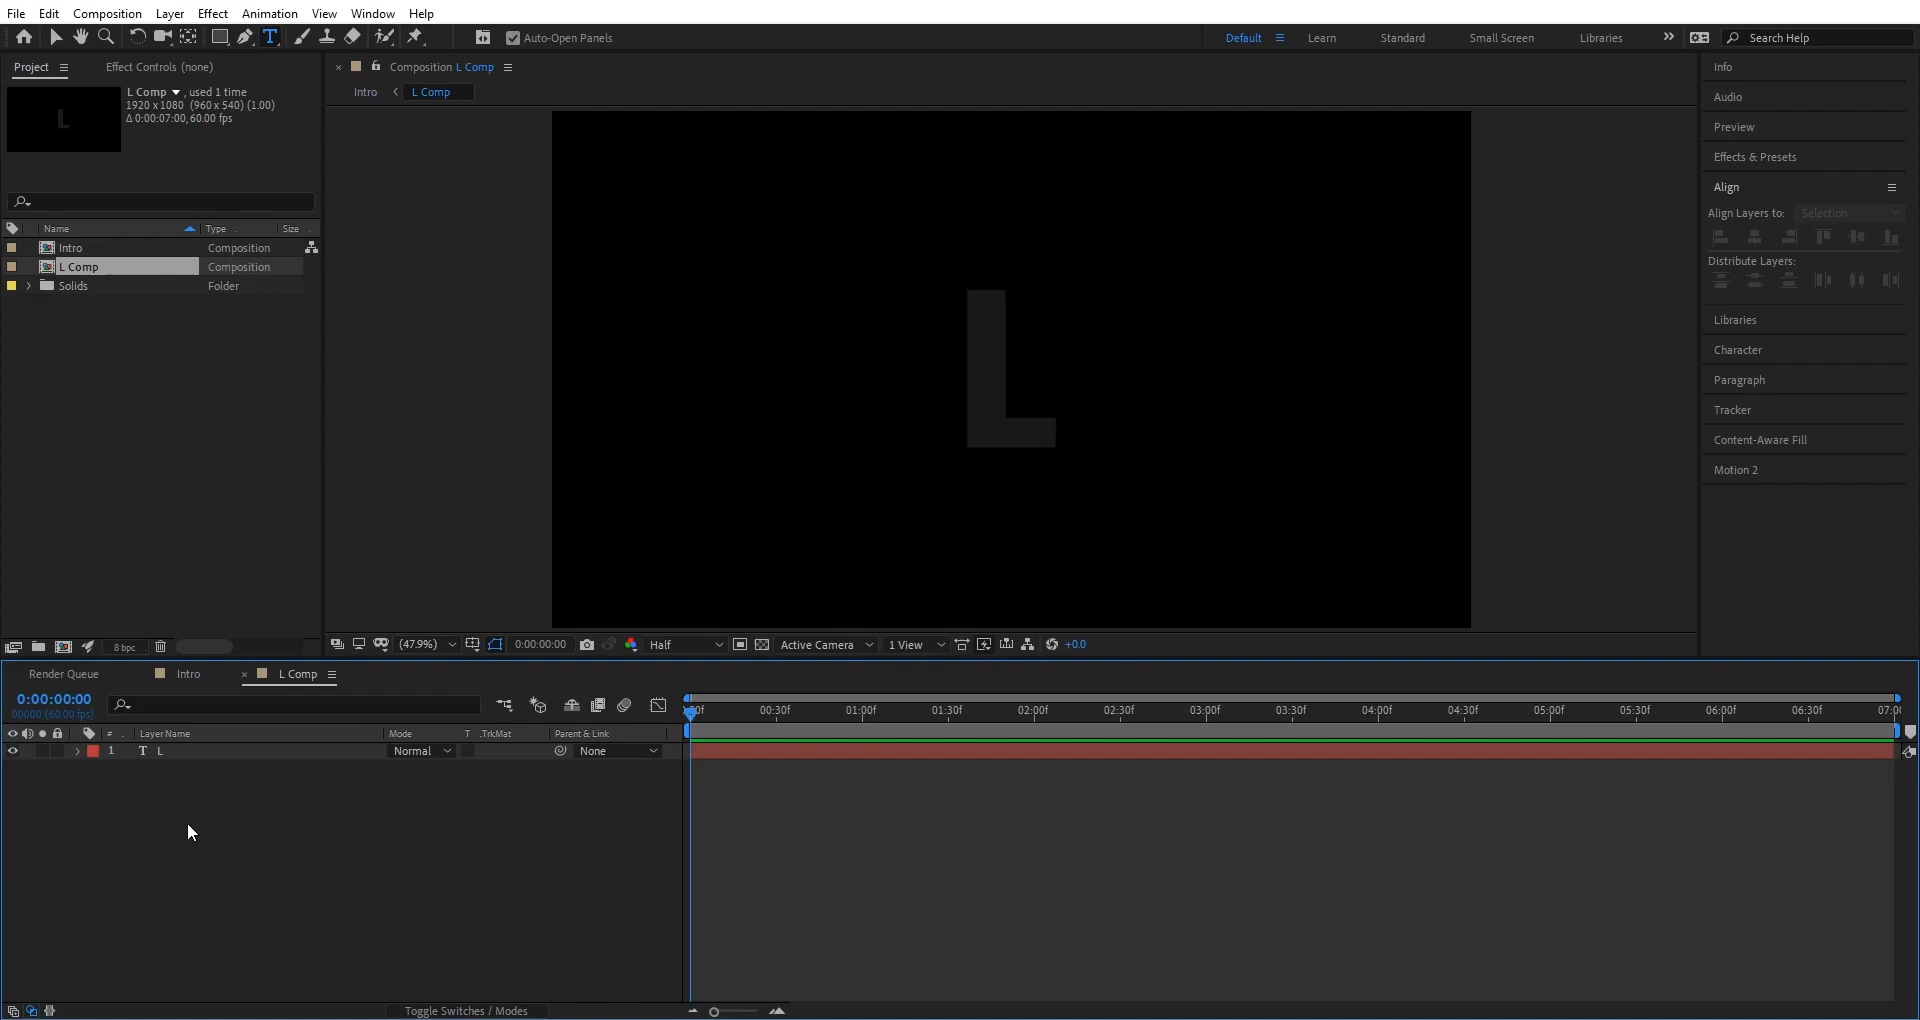 File Edit Composition Layer Effect Animation View Window Help
Auto-Open Panels
Default Learn Standard Small Screen Libraries Search Help
Project Effect Controls (none)
Composition L Comp
Intro L Comp
L Comp , used 1 time
1920 x 1080 (960 x 540) (1.00)
Δ 0:00:07:00, 60.00 fps
Name Type Size
Intro Composition
L Comp Composition
Solids Folder
L
Info
Audio
Preview
Effects & Presets
Align
Align Layers to: Selection
Distribute Layers:
Libraries
Character
Paragraph
Tracker
Content-Aware Fill
Motion 2
8 bpc
(47.9%) 0:00:00:00 Half Active Camera 1 View +0.0
Render Queue Intro L Comp
0:00:00:00
00000 (60.00 fps)
00:30f 01:00f 01:30f 02:00f 02:30f 03:00f 03:30f 04:00f 04:30f 05:00f 05:30f 06:00f 06:30f
# Layer Name Mode T .TrkMat Parent & Link
1 T L Normal None
Toggle Switches / Modes